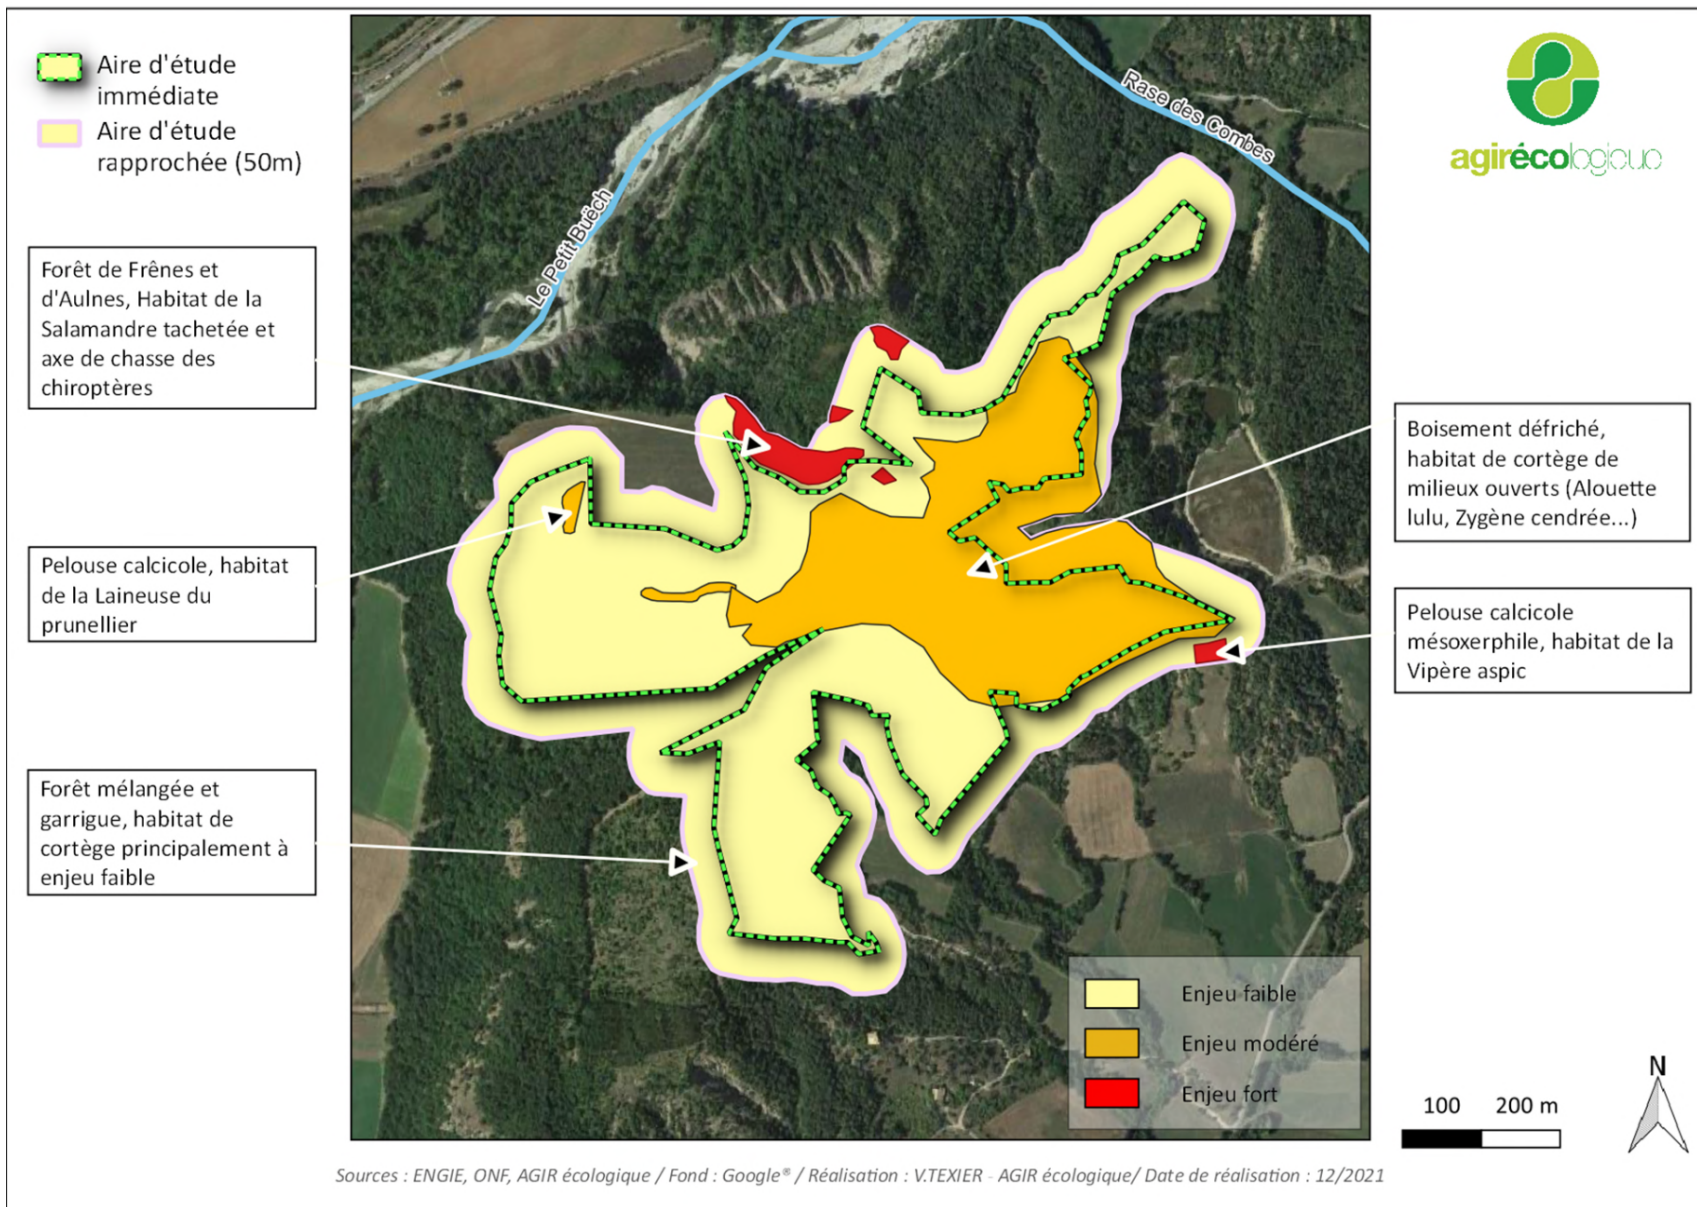 Aire d'étude
immédiate
Aire d'étude
rapprochée (50m)
agirécologique
Rase des Combes
Le Petit Buëch
Forêt de Frênes et
d'Aulnes, Habitat de la
Salamandre tachetée et
axe de chasse des
chiroptères
Pelouse calcicole, habitat
de la Laineuse du
prunellier
Forêt mélangée et
garrigue, habitat de
cortège principalement à
enjeu faible
Boisement défriché,
habitat de cortège de
milieux ouverts (Alouette
lulu, Zygène cendrée...)
Pelouse calcicole
mésoxerphile, habitat de la
Vipère aspic
Enjeu faible
Enjeu modéré
Enjeu fort
100 200 m
N
Sources : ENGIE, ONF, AGIR écologique / Fond : Google® / Réalisation : V.TEXIER - AGIR écologique/ Date de réalisation : 12/2021